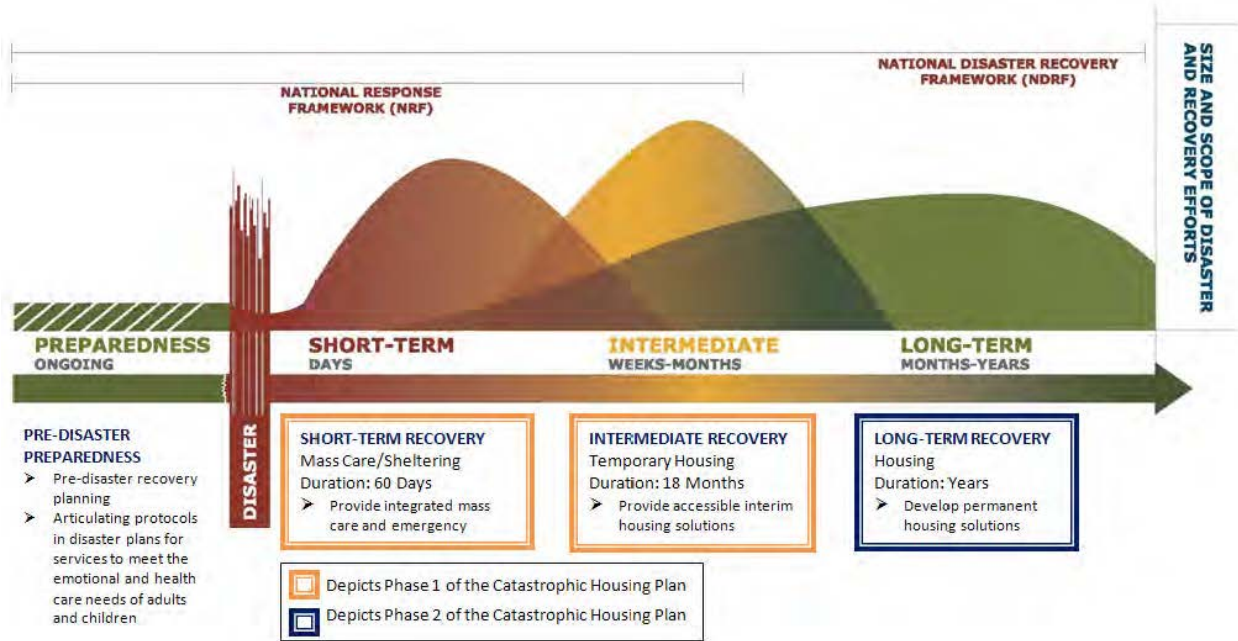 NATIONAL DISASTER RECOVERY
FRAMEWORK (NDRF)
NATIONAL RESPONSE
FRAMEWORK (NRF)
SIZE AND SCOPE OF DISASTER
AND RECOVERY EFFORTS
PREPAREDNESS
ONGOING
SHORT-TERM
DAYS
INTERMEDIATE
WEEKS-MONTHS
LONG-TERM
MONTHS-YEARS
DISASTER
PRE-DISASTER
PREPAREDNESS
➢ Pre-disaster recovery
planning
➢ Articulating protocols
in disaster plans for
services to meet the
emotional and health
care needs of adults
and children
SHORT-TERM RECOVERY
Mass Care/Sheltering
Duration: 60 Days
➢ Provide integrated mass
care and emergency
INTERMEDIATE RECOVERY
Temporary Housing
Duration: 18 Months
➢ Provide accessible interim
housing solutions
LONG-TERM RECOVERY
Housing
Duration: Years
➢ Develop permanent
housing solutions
Depicts Phase 1 of the Catastrophic Housing Plan
Depicts Phase 2 of the Catastrophic Housing Plan